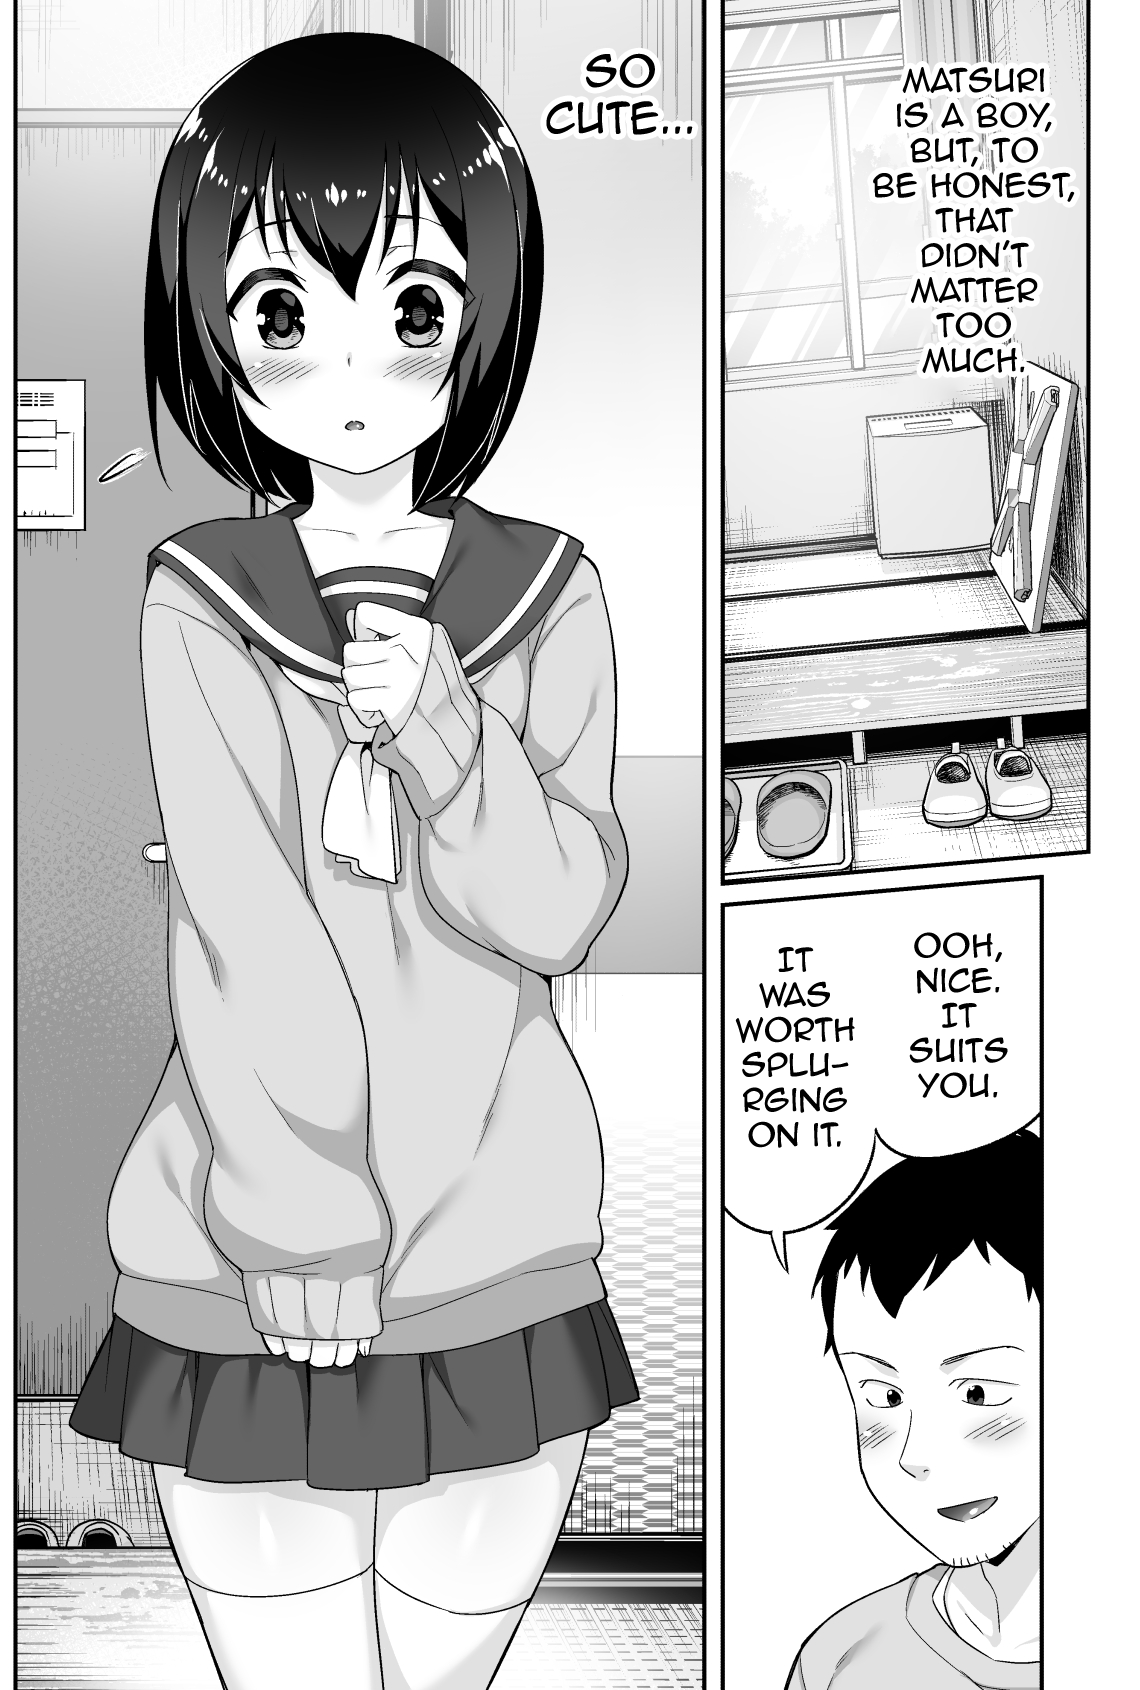 MATSURI
IS A BOY,
BUT, TO
BE HONEST,
THAT
DIDN'T
MATTER
TOO
MUCH.
OOH,
NICE.
IT
SUITS
YOU.
IT
WAS
WORTH
SPLU-
RGING
ON IT.
SO
CUTE...